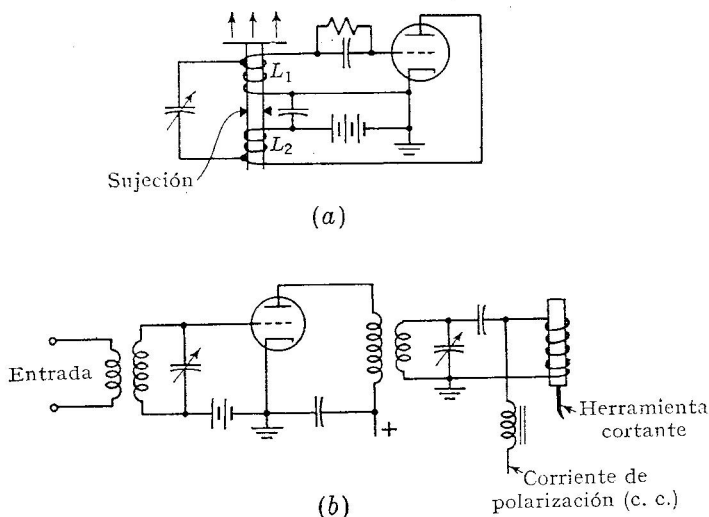 L₁
L₂
Sujeción
(a)
Entrada
+
Herramienta
cortante
Corriente de
polarización (c. c.)
(b)